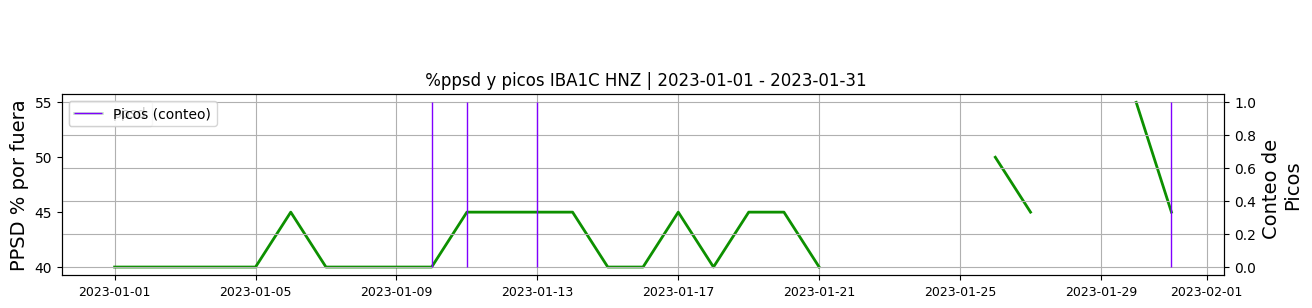 %ppsd y picos IBA1C HNZ | 2023-01-01 - 2023-01-31
PPSD % por fuera
55
50
45
40
Picos (conteo)
1.0
0.8
0.6
0.4
0.2
0.0
Conteo de
Picos
2023-01-01 2023-01-05 2023-01-09 2023-01-13 2023-01-17 2023-01-21 2023-01-25 2023-01-29 2023-02-01